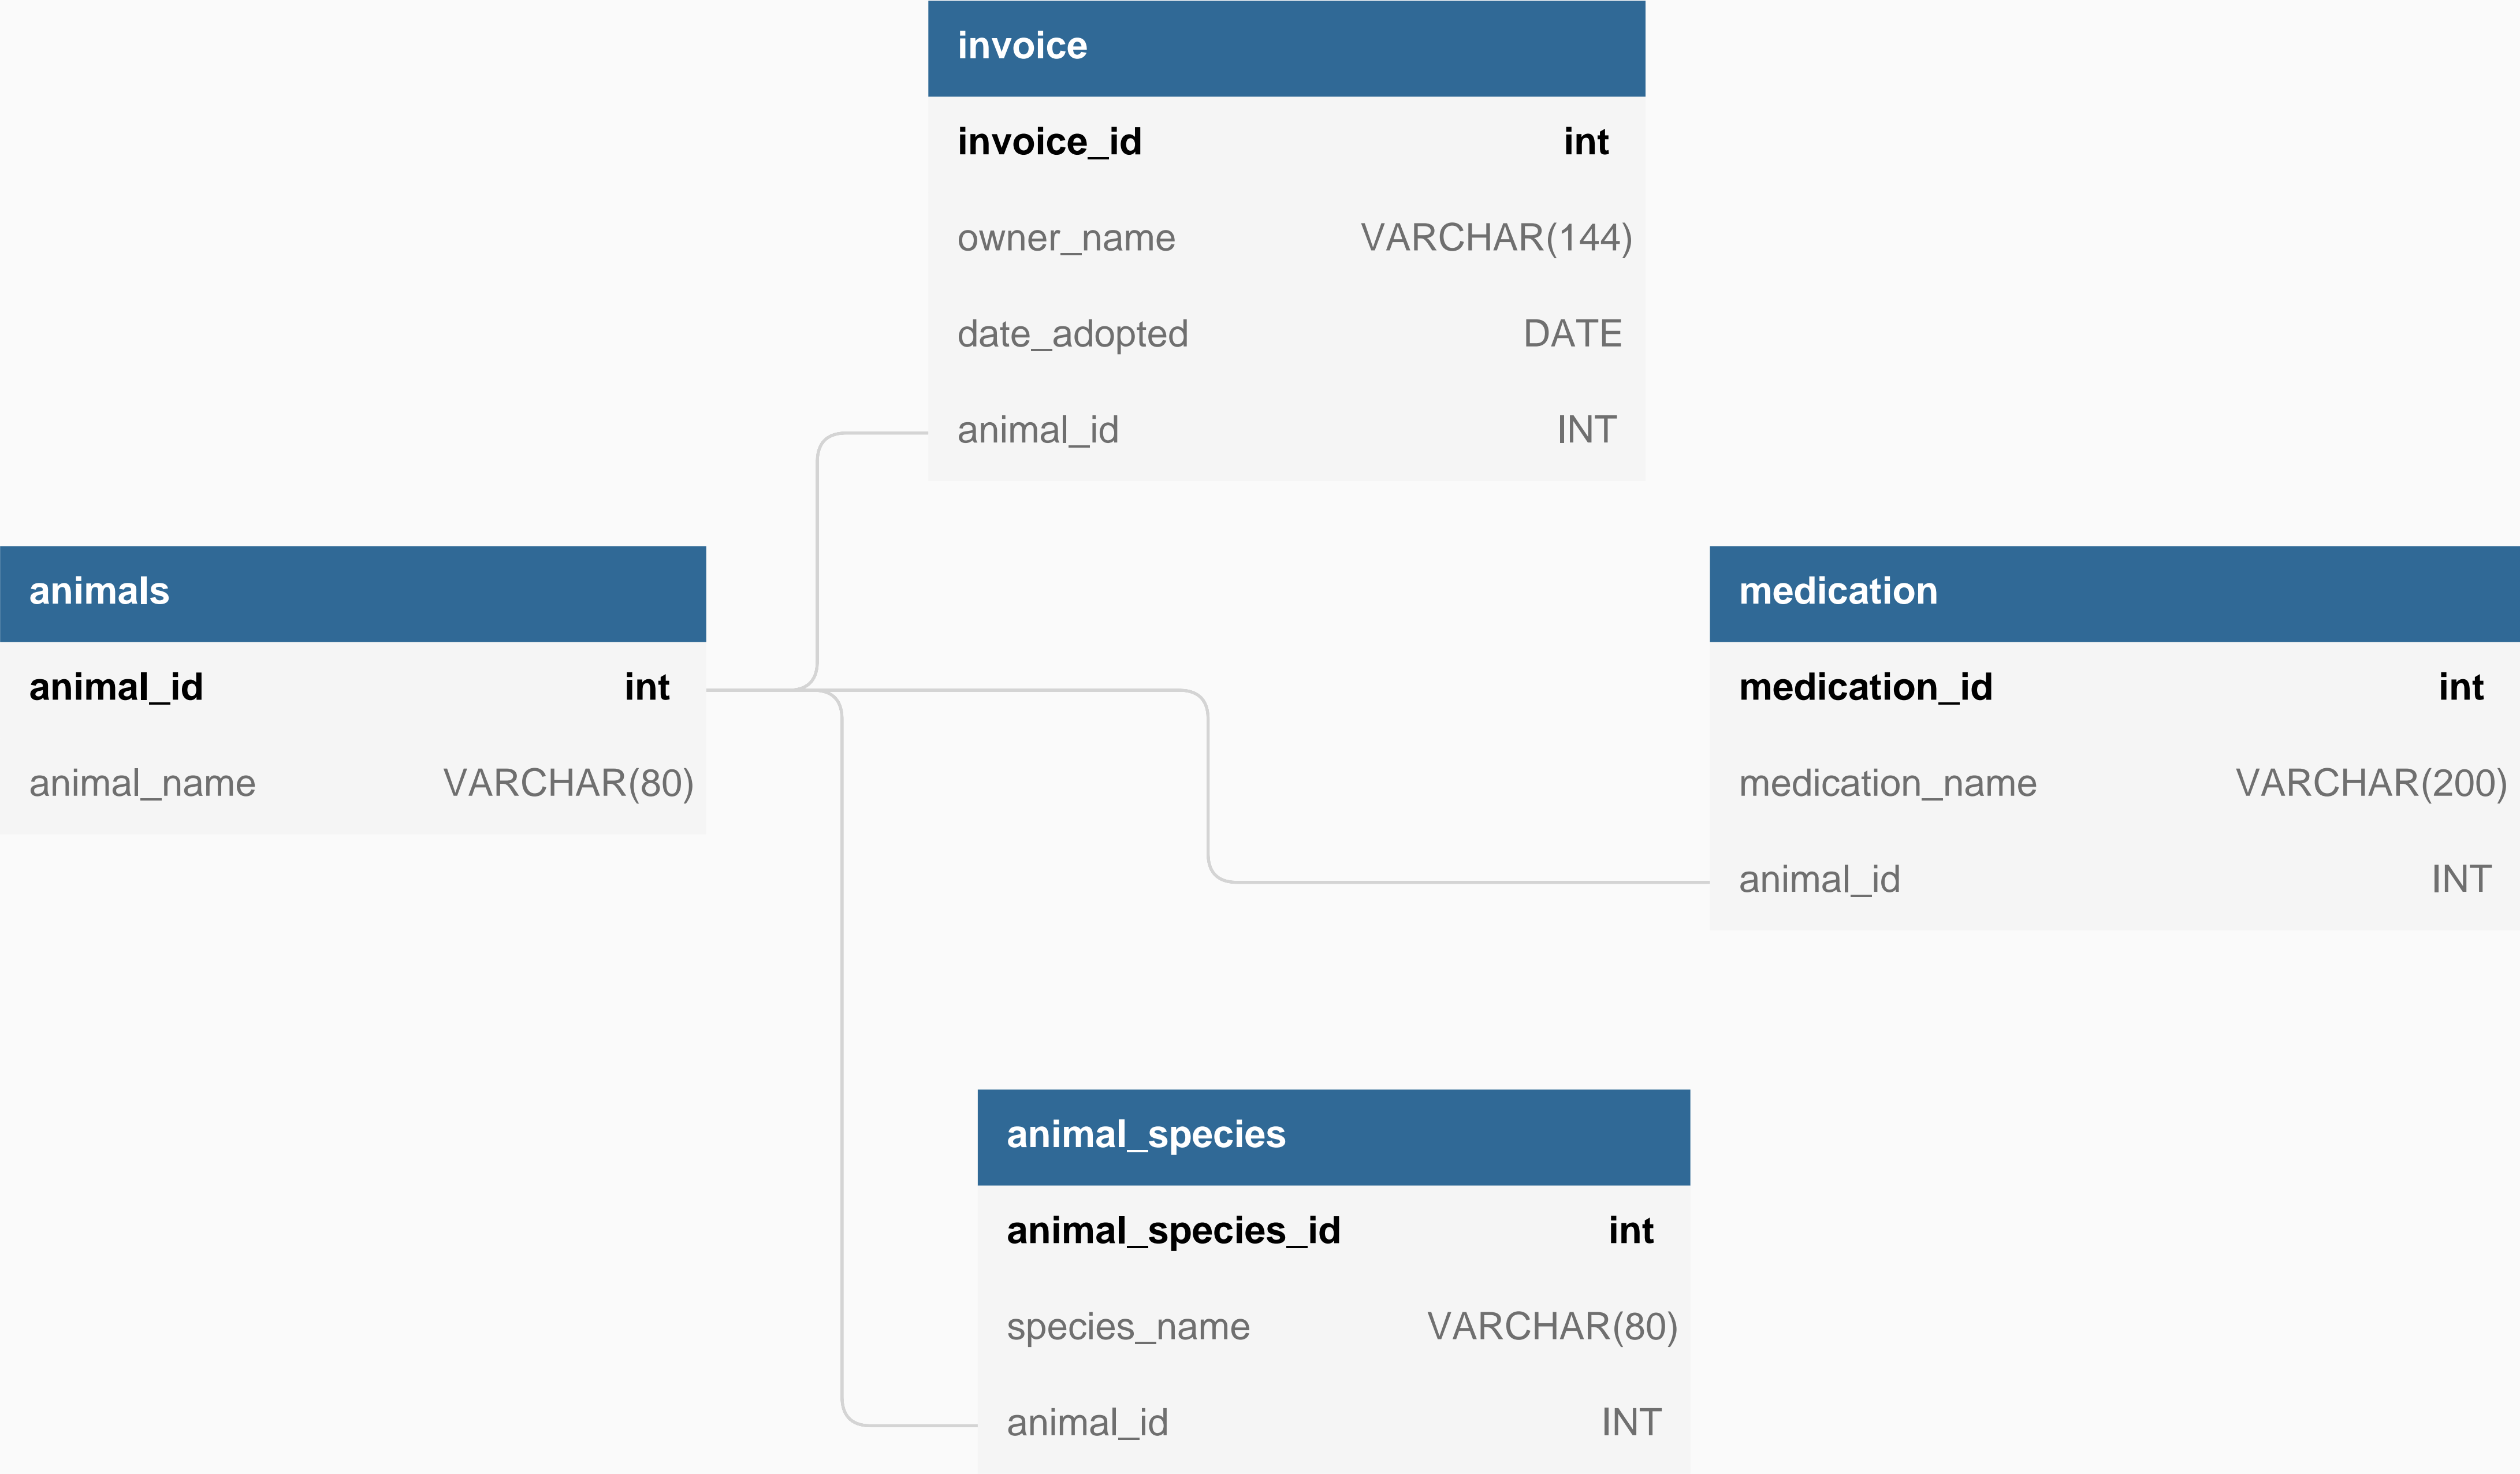 invoice
invoice_id int
owner_name VARCHAR(144)
date_adopted DATE
animal_id INT
animals
animal_id int
animal_name VARCHAR(80)
medication
medication_id int
medication_name VARCHAR(200)
animal_id INT
animal_species
animal_species_id int
species_name VARCHAR(80)
animal_id INT